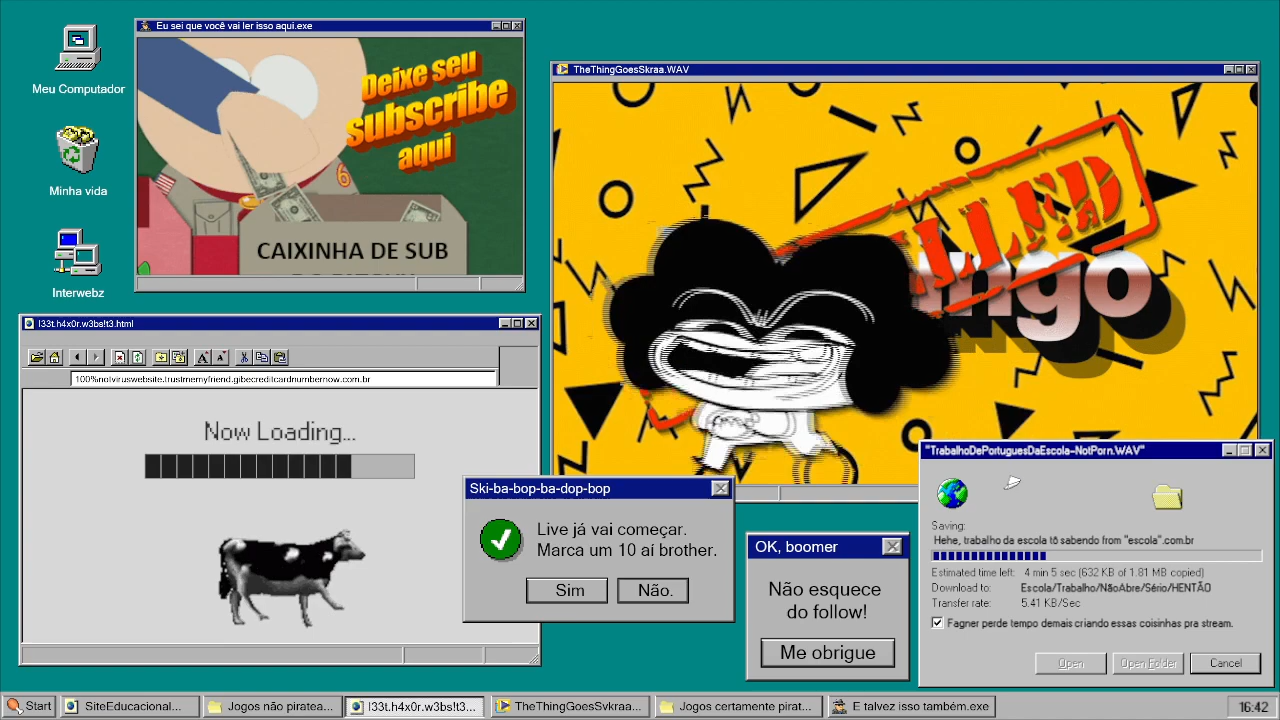 Eu sei que você vai ler isso aqui.exe
Meu Computador
Minha vida
Interwebz
Deixe seu
subscribe
aqui
6
CAIXINHA DE SUB
TheThingGoesSkraa.WAV
ngo
!33t.h4x0r.w3bs!t3.html
100%notviruswebsite.trustmemyfriend.gibecreditcardnumbernow.com.br
Now Loading...
Ski-ba-bop-ba-dop-bop
Live já vai começar.
Marca um 10 aí brother.
Sim
Não.
OK, boomer
Não esquece
do follow!
Me obrigue
"TrabalhoDePortuguesDaEscola-NotPorn.WAV"
Saving:
Hehe, trabalho da escola tô sabendo from "escola".com.br
Estimated time left: 4 min 5 sec (632 KB of 1.81 MB copied)
Download to: Escola/Trabalho/NãoAbre/Sério/HENTÃO
Transfer rate: 5.41 KB/Sec
Fagner perde tempo demais criando essas coisinhas pra stream.
Open
Open Folder
Cancel
Start
SiteEducacional...
Jogos não piratea...
!33t.h4x0r.w3bs!t3...
TheThingGoesSvkraa...
Jogos certamente pirat...
E talvez isso também.exe
16:42